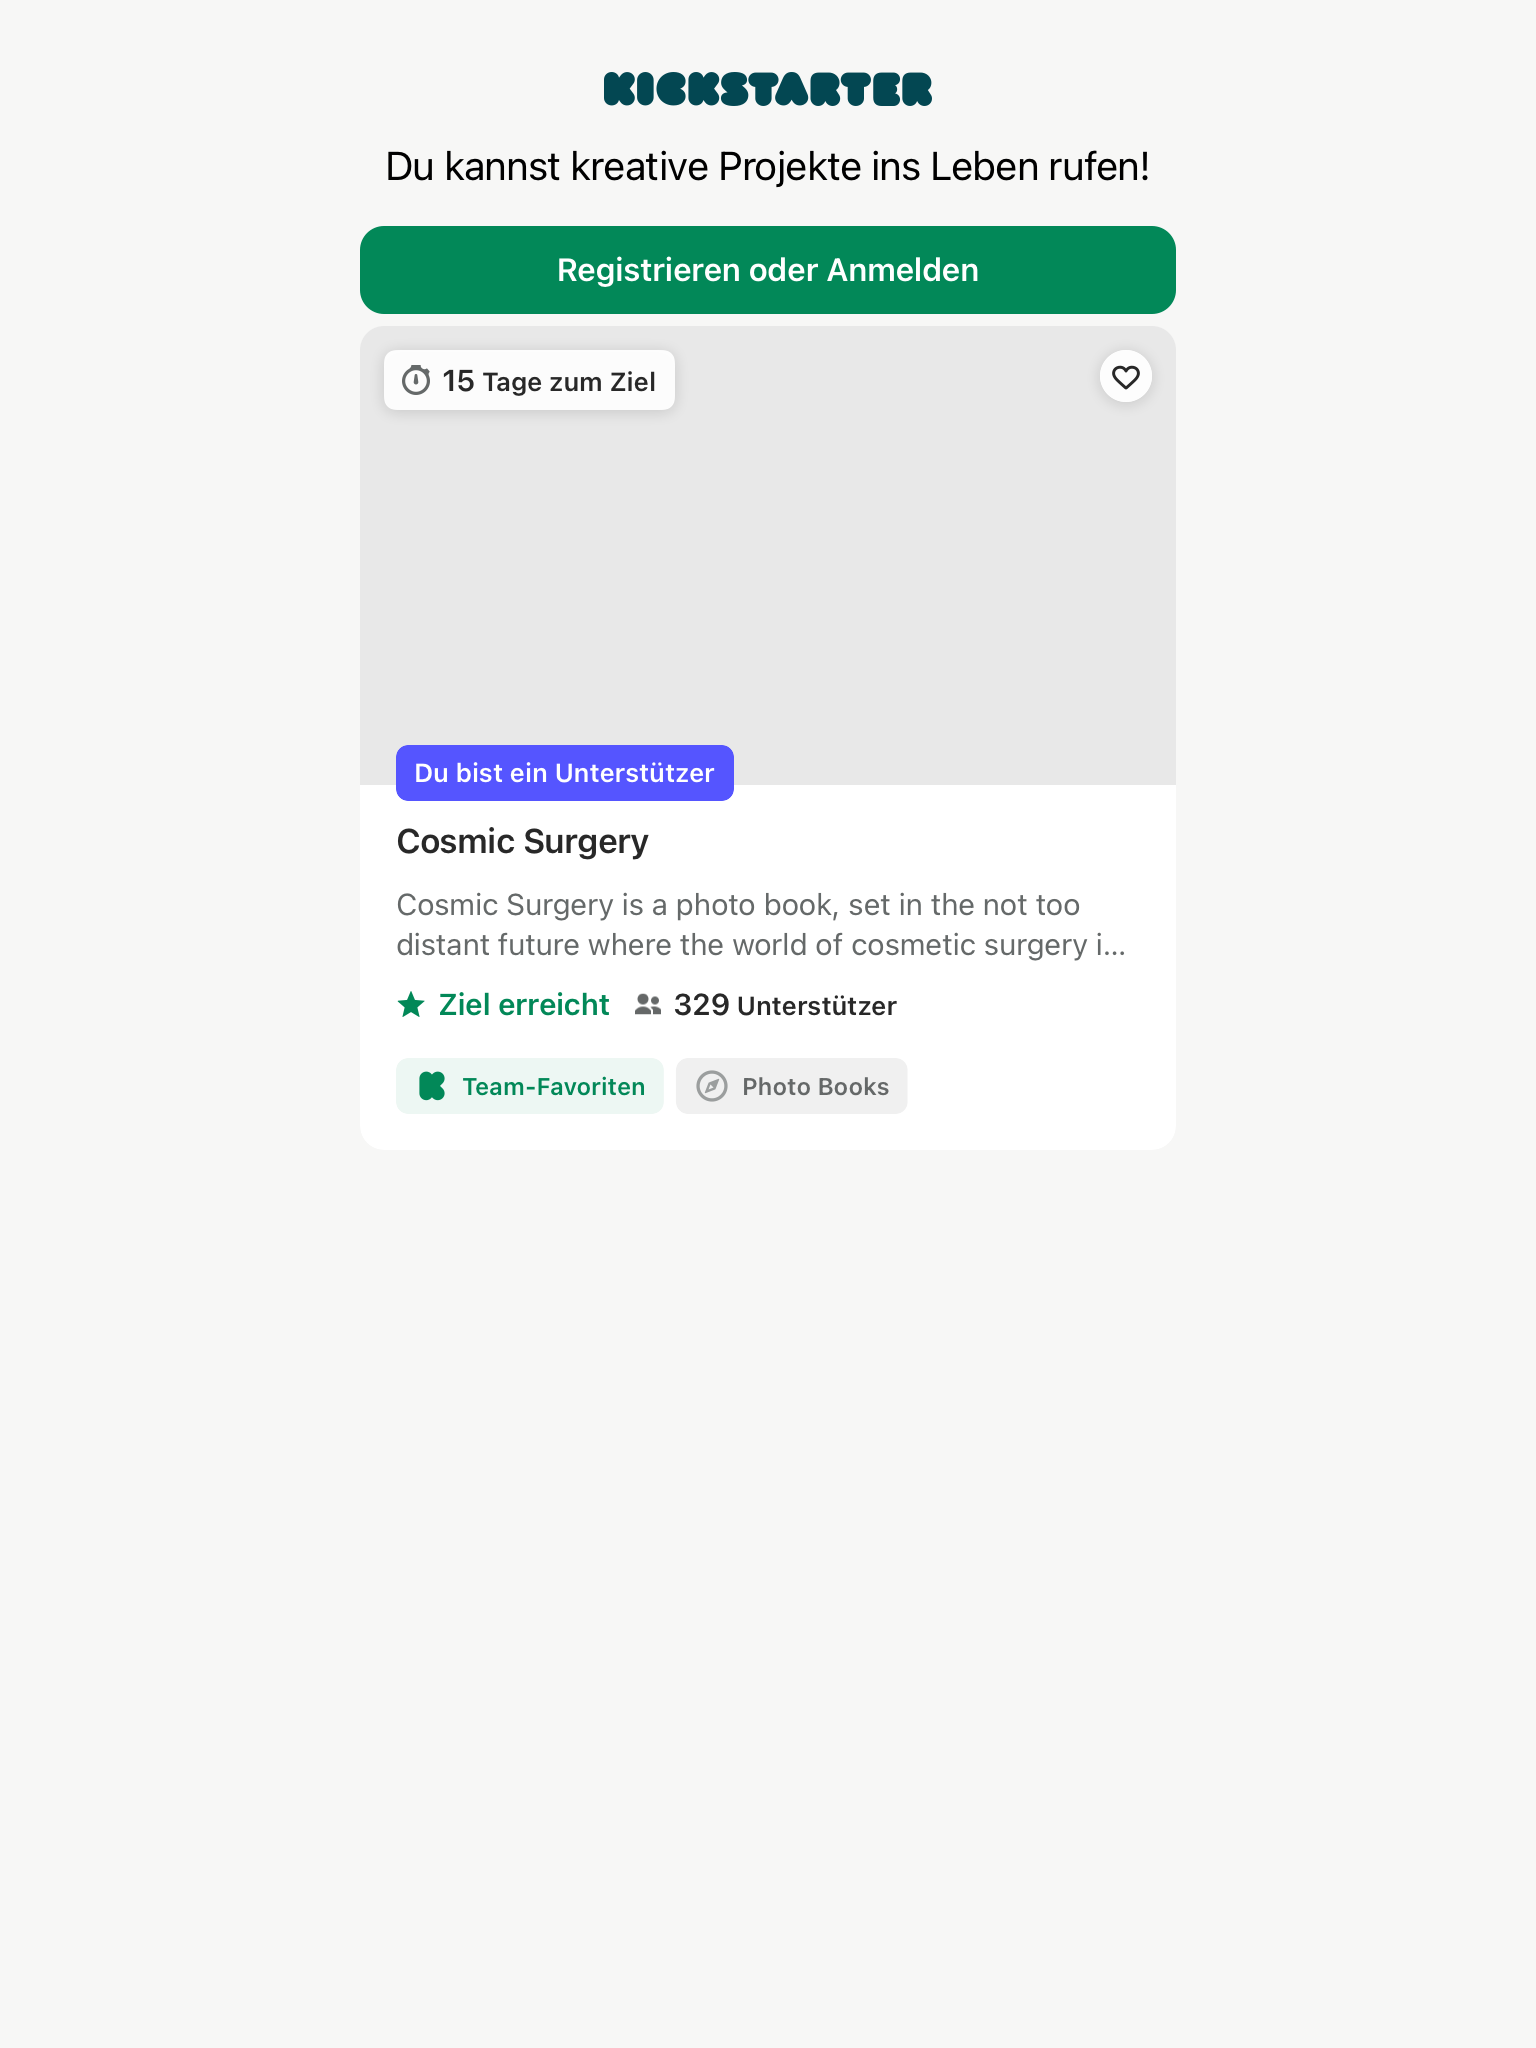 KICKSTARTER
Du kannst kreative Projekte ins Leben rufen!
Registrieren oder Anmelden
15 Tage zum Ziel
Du bist ein Unterstützer
Cosmic Surgery
Cosmic Surgery is a photo book, set in the not too
distant future where the world of cosmetic surgery i...
Ziel erreicht 329 Unterstützer
Team-Favoriten Photo Books